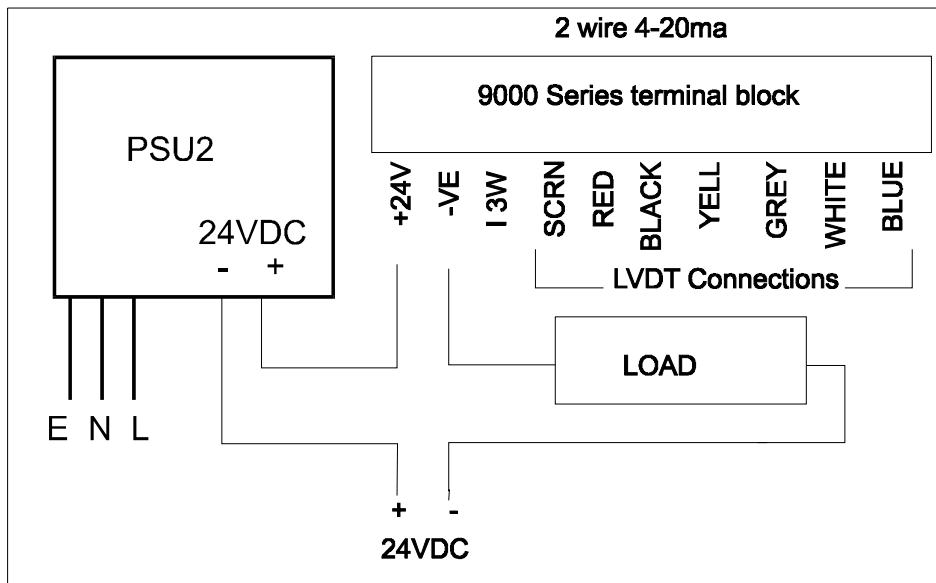 2 wire 4-20ma
9000 Series terminal block
PSU2
24VDC
- +
+24V
-VE
I 3W
SCRN
RED
BLACK
YELL
GREY
WHITE
BLUE
LVDT Connections
LOAD
E N L
+ -
24VDC